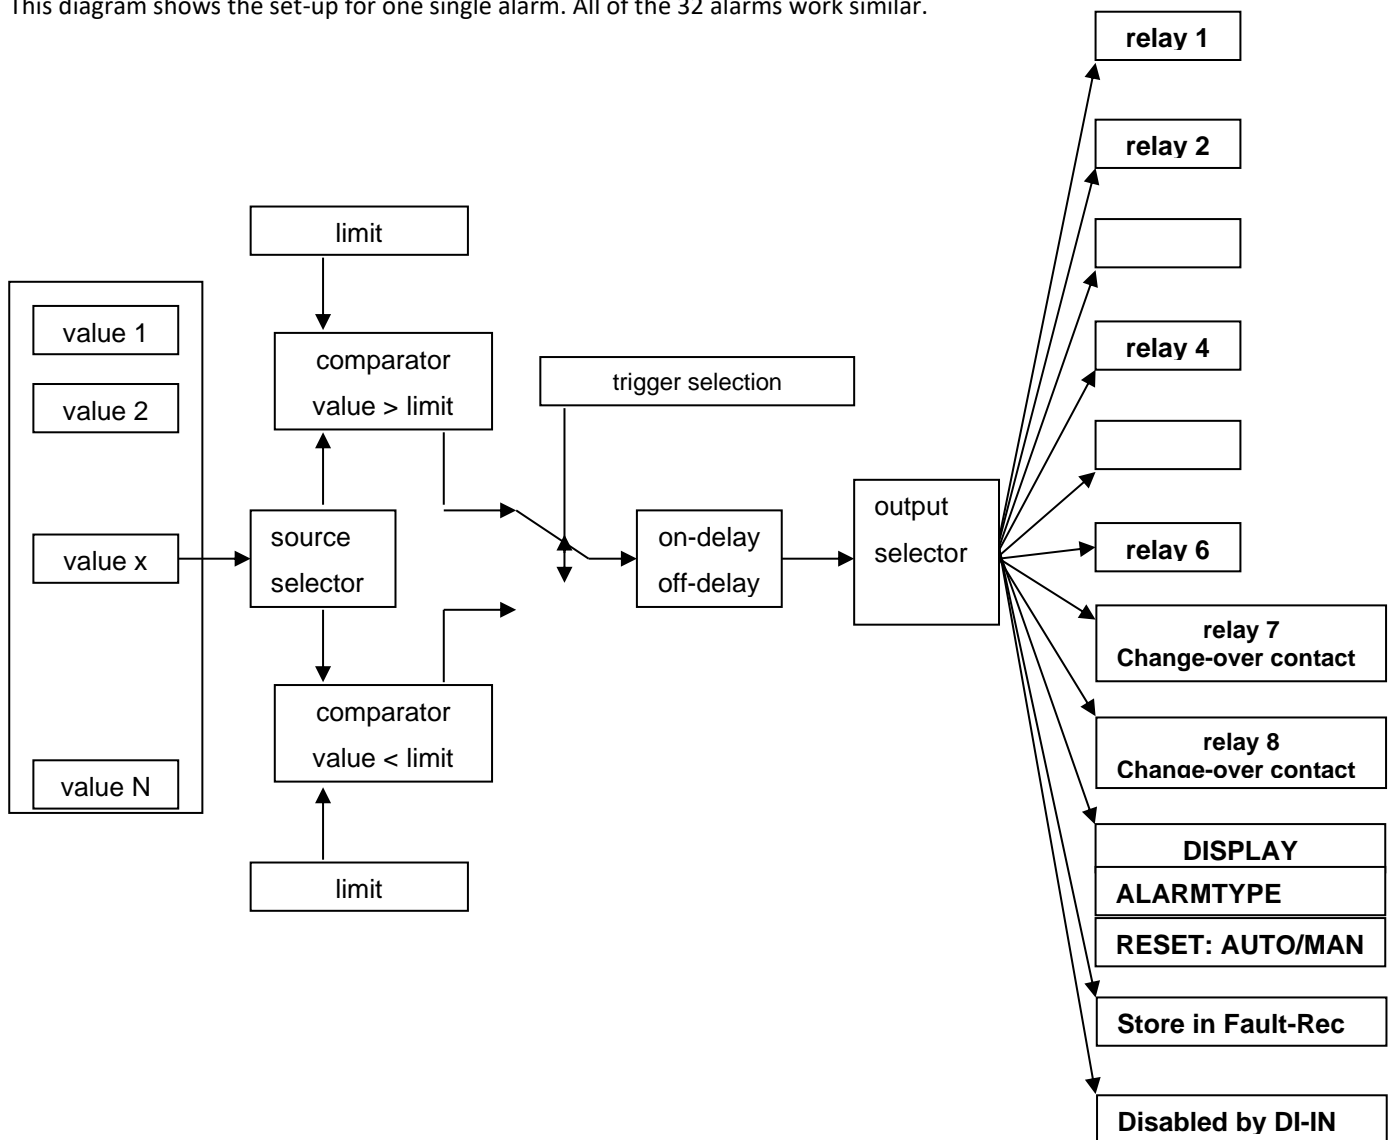 This diagram shows the set-up for one single alarm. All of the 32 alarms work similar.
relay 1
relay 2
limit
value 1
comparator
value > limit
relay 4
trigger selection
value 2
output
selector
source
selector
on-delay
off-delay
value x
relay 6
relay 7
Change-over contact
comparator
value < limit
relay 8
Change-over contact
value N
DISPLAY
limit
ALARMTYPE
RESET: AUTO/MAN
Store in Fault-Rec
Disabled by DI-IN